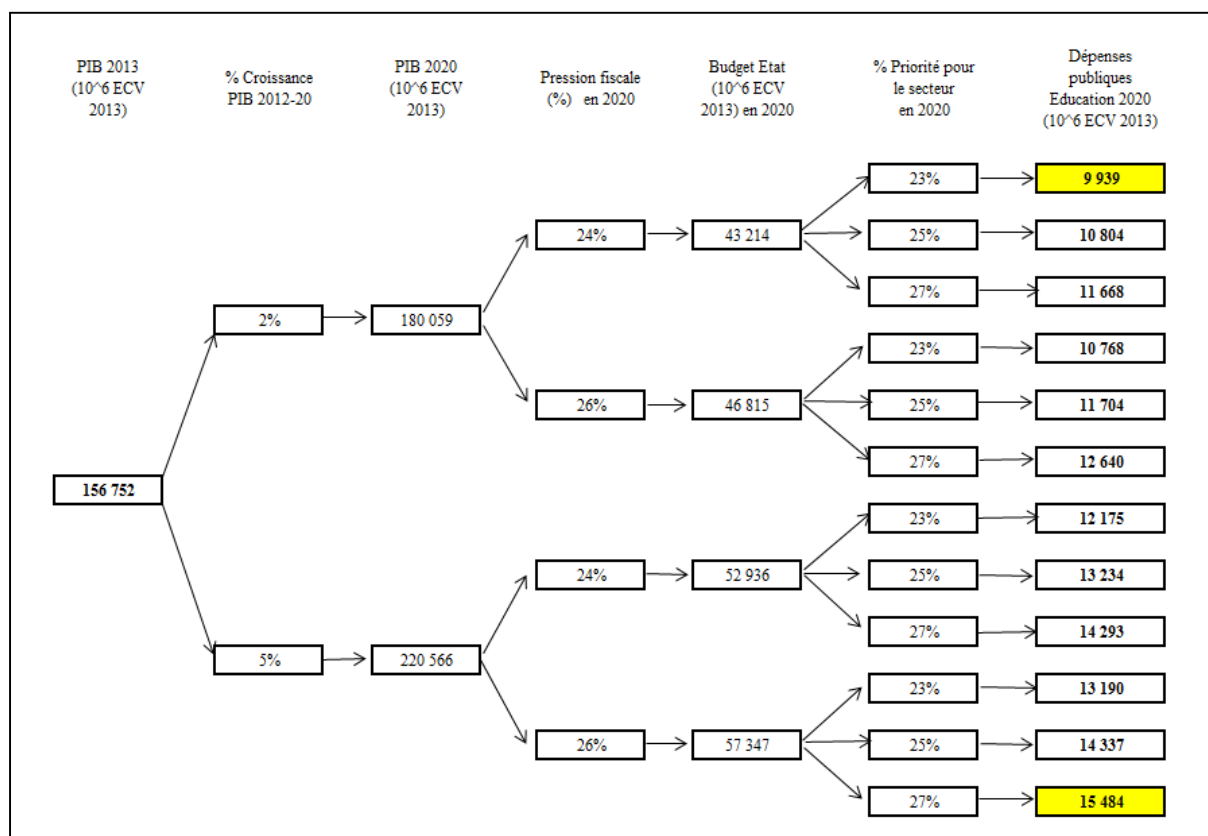 PIB 2013
(10^6 ECV
2013)
% Croissance
PIB 2012-20
PIB 2020
(10^6 ECV
2013)
Pression fiscale
(%) en 2020
Budget Etat
(10^6 ECV
2013) en 2020
% Priorité pour
le secteur
en 2020
Dépenses
publiques
Education 2020
(10^6 ECV 2013)
23%
9 939
24%
43 214
25%
10 804
27%
11 668
2%
180 059
23%
10 768
26%
46 815
25%
11 704
27%
12 640
156 752
23%
12 175
24%
52 936
25%
13 234
27%
14 293
5%
220 566
23%
13 190
26%
57 347
25%
14 337
27%
15 484